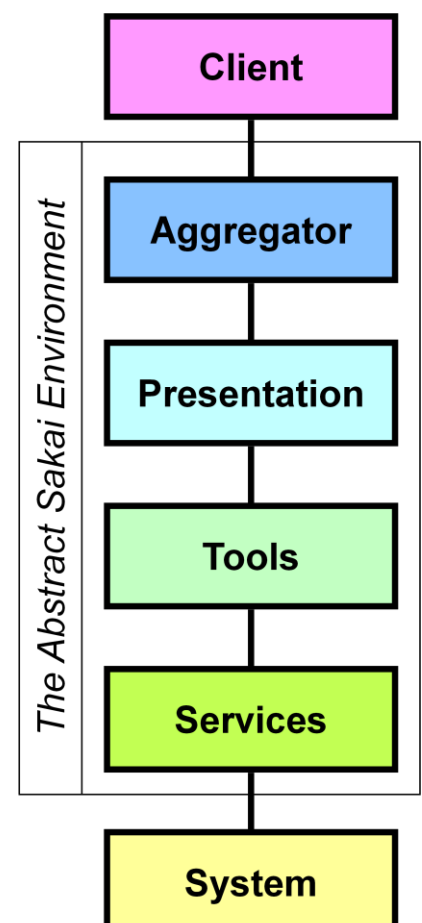 Client
The Abstract Sakai Environment
Aggregator
Presentation
Tools
Services
System